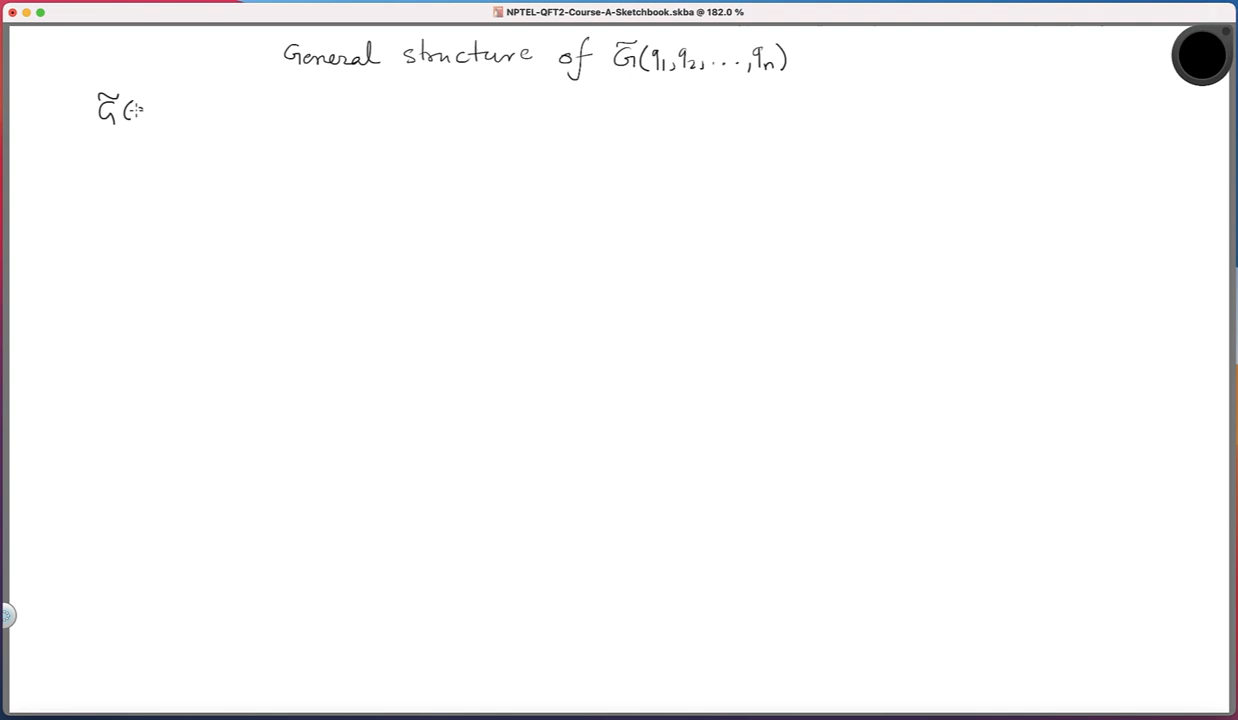 NPTEL-QFT2-Course-A-Sketchbook.skba @ 182.0 %
General structure of G̃(q₁,q₂,...,qₙ)
G̃(